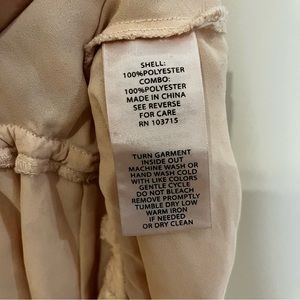 SHELL:
100%POLYESTER
COMBO:
100%POLYESTER
MADE IN CHINA
SEE REVERSE
FOR CARE
RN 103715
TURN GARMENT
INSIDE OUT
MACHINE WASH OR
HAND WASH COLD
WITH LIKE COLORS
GENTLE CYCLE
DO NOT BLEACH
REMOVE PROMPTLY
TUMBLE DRY LOW
WARM IRON
IF NEEDED
OR DRY CLEAN